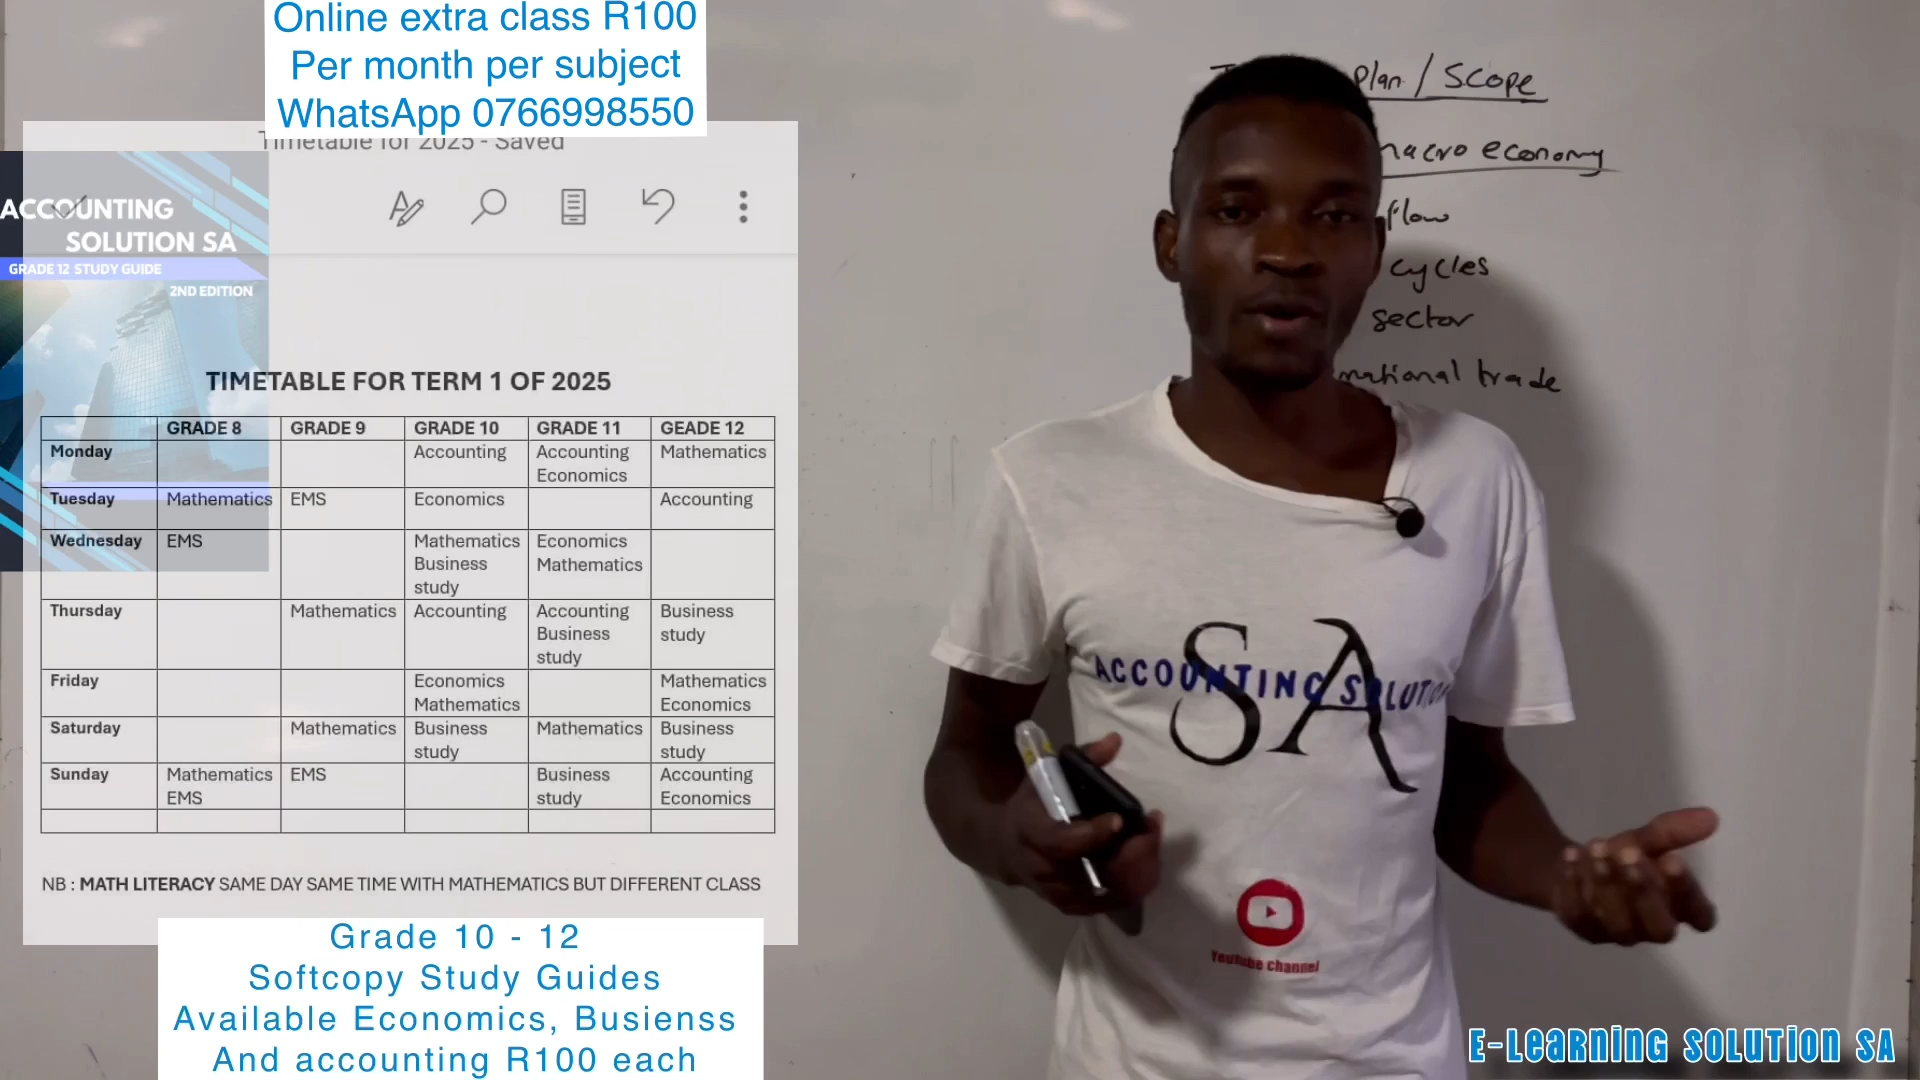 Online extra class R100
Per month per subject
WhatsApp 0766998550
Timetable for 2025 - Saved
ACCOUNTING
SOLUTION SA
GRADE 12 STUDY GUIDE
2ND EDITION
TIMETABLE FOR TERM 1 OF 2025
GRADE 8 GRADE 9 GRADE 10 GRADE 11 GEADE 12
Monday Accounting Accounting Mathematics
Economics
Tuesday Mathematics EMS Economics Accounting
Wednesday EMS Mathematics Economics
Business Mathematics
study
Thursday Mathematics Accounting Accounting Business
Business study
study
Friday Economics Mathematics
Mathematics Economics
Saturday Mathematics Business Mathematics Business
study study
Sunday Mathematics EMS Business Accounting
EMS study Economics
NB : MATH LITERACY SAME DAY SAME TIME WITH MATHEMATICS BUT DIFFERENT CLASS
Grade 10 - 12
Softcopy Study Guides
Available Economics, Busienss
And accounting R100 each
Plan / Scope
macro economy
flow
cycles
sector
national trade
SA
ACCOUNTING SOLUTION
YouTube channel
E-Learning Solution SA